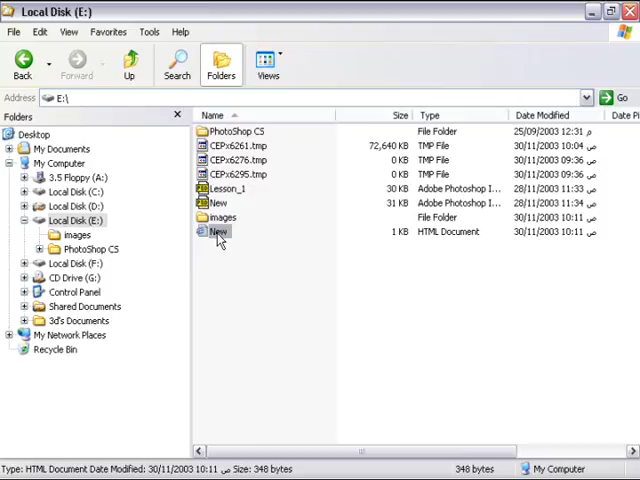 Local Disk (E:)
File Edit View Favorites Tools Help
Back Forward Up Search Folders Views
Address E:\ Go
Folders
Desktop
My Documents
My Computer
3.5 Floppy (A:)
Local Disk (C:)
Local Disk (D:)
Local Disk (E:)
images
PhotoShop CS
Local Disk (F:)
CD Drive (G:)
Control Panel
Shared Documents
3d's Documents
My Network Places
Recycle Bin
Name Size Type Date Modified Date Pi
PhotoShop CS File Folder 25/09/2003 12:31 م
CEPx6261.tmp 72,640 KB TMP File 30/11/2003 10:04 ص
CEPx6276.tmp 0 KB TMP File 30/11/2003 09:36 ص
CEPx6295.tmp 0 KB TMP File 30/11/2003 09:36 ص
Lesson_1 30 KB Adobe Photoshop I... 28/11/2003 11:33 ص
New 31 KB Adobe Photoshop I... 28/11/2003 11:34 ص
images File Folder 30/11/2003 10:11 ص
New 1 KB HTML Document 30/11/2003 10:11 ص
Type: HTML Document Date Modified: 30/11/2003 10:11 ص Size: 348 bytes 348 bytes My Computer